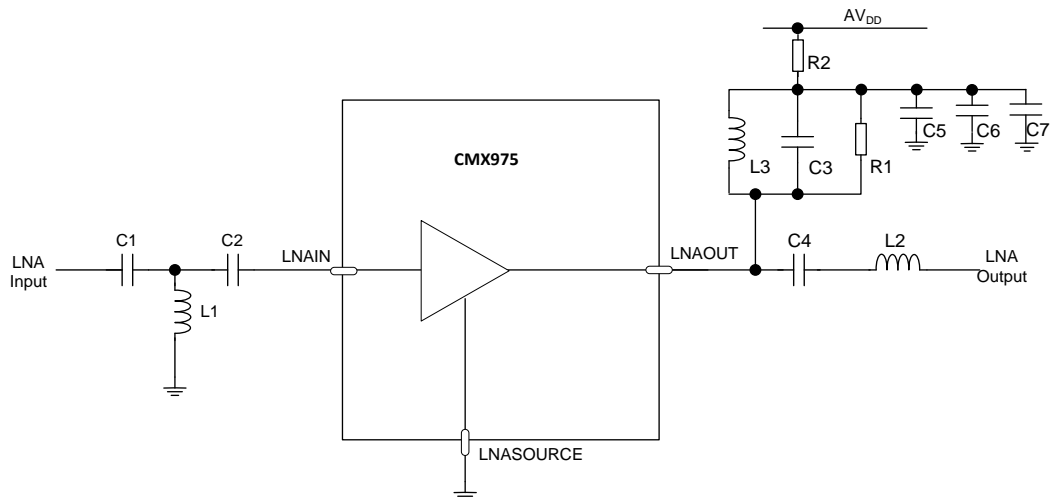 AVDD
R2
C5
C6
C7
L3
C3
R1
CMX975
C1
C2
LNAIN
LNAOUT
C4
L2
LNA
Input
LNA
Output
L1
LNASOURCE